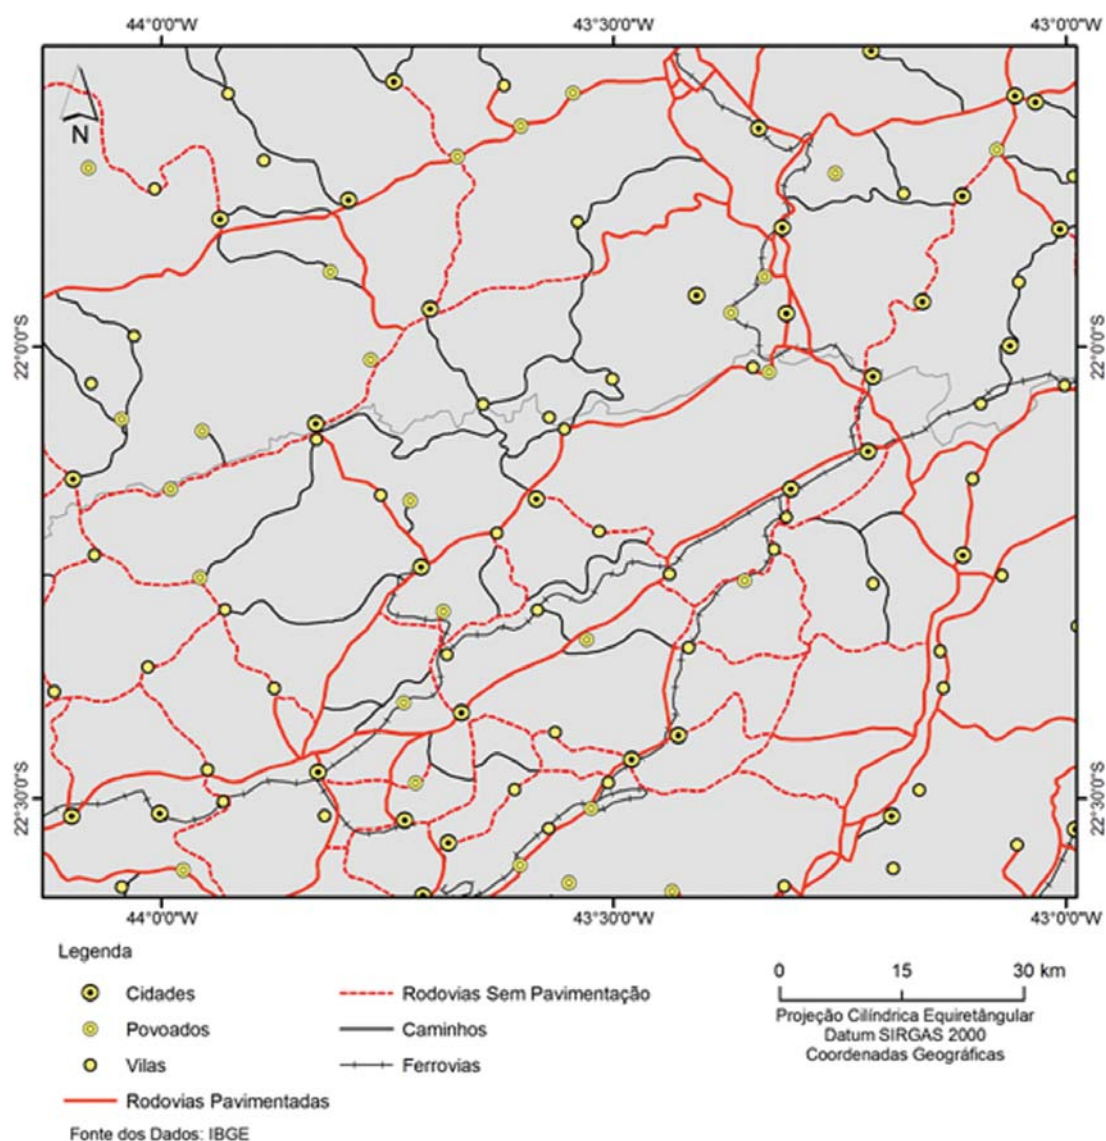 44°0'0"W 43°30'0"W 43°0'0"W
N
22°0'0"S 22°0'0"S
22°30'0"S 22°30'0"S
44°0'0"W 43°30'0"W 43°0'0"W
Legenda
Cidades
Povoados
Vilas
Rodovias Pavimentadas
Rodovias Sem Pavimentação
Caminhos
Ferrovias
Fonte dos Dados: IBGE
0 15 30 km
Projeção Cilíndrica Equiretângular
Datum SIRGAS 2000
Coordenadas Geográficas